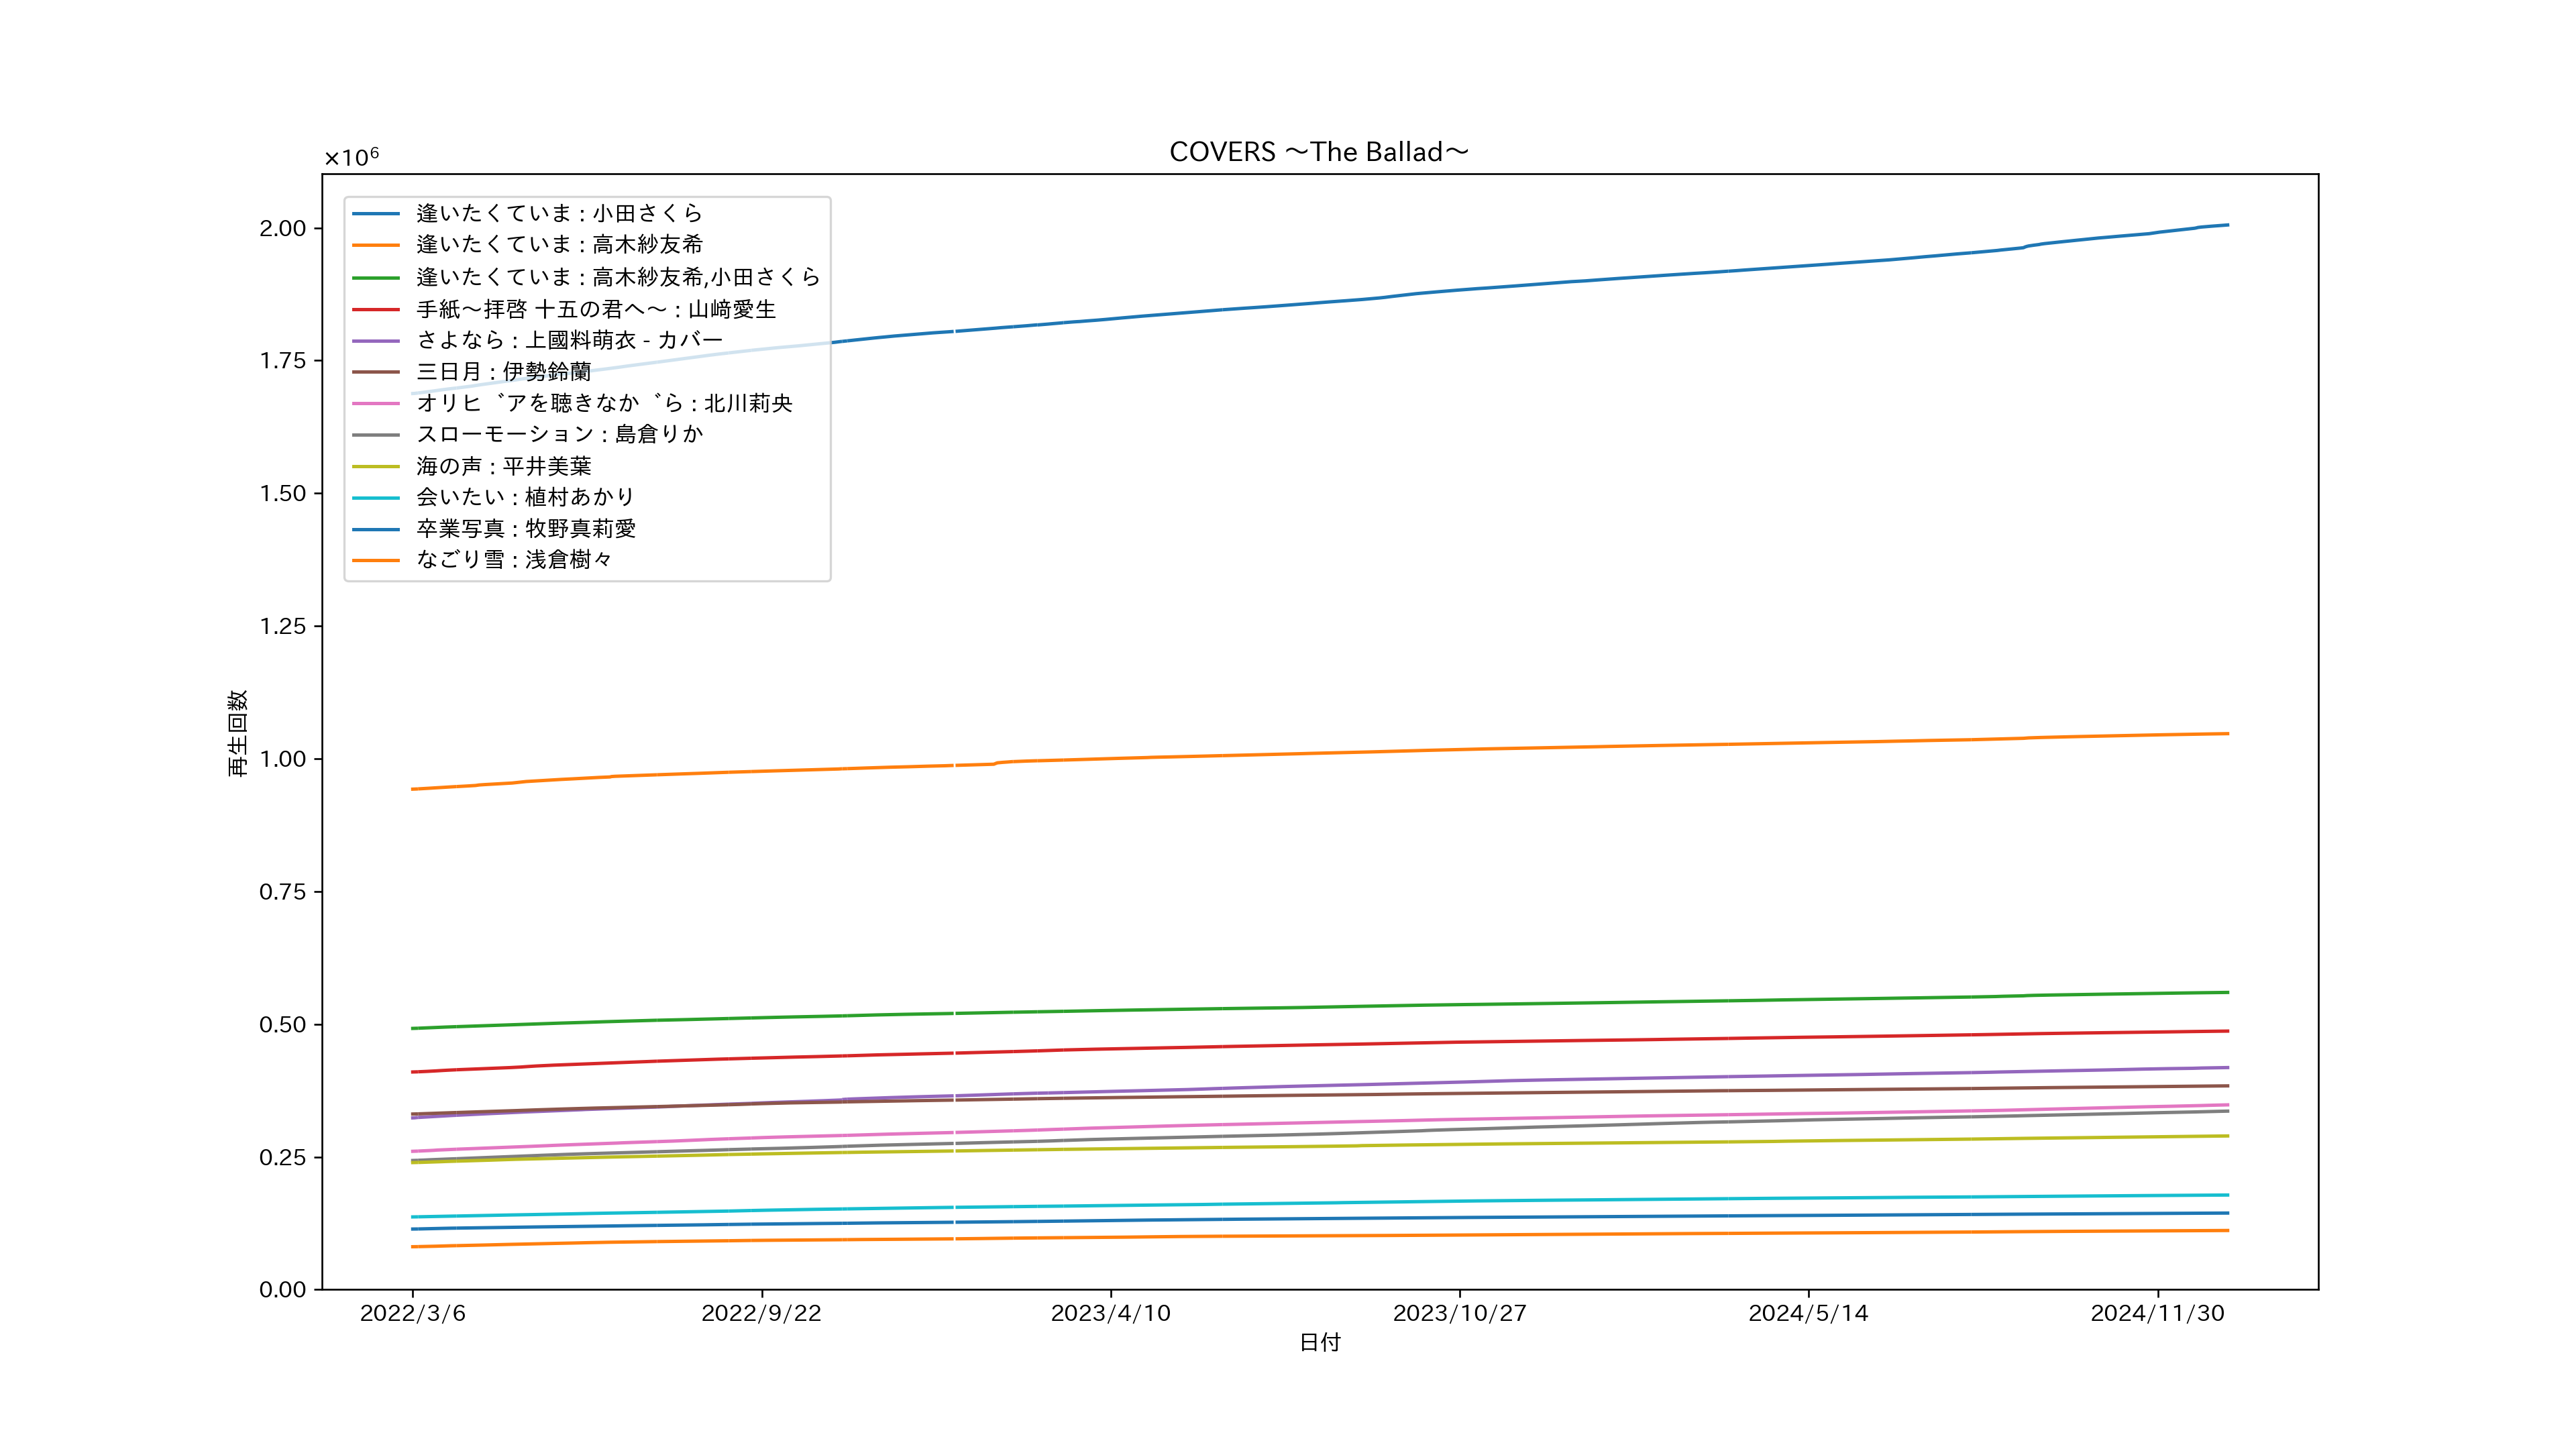 COVERS ～The Ballad～
×10⁶
2.00
1.75
1.50
1.25
1.00
0.75
0.50
0.25
0.00
再生回数
逢いたくていま : 小田さくら
逢いたくていま : 高木紗友希
逢いたくていま : 高木紗友希,小田さくら
手紙～拝啓 十五の君へ～ : 山﨑愛生
さよなら : 上國料萌衣 - カバー
三日月 : 伊勢鈴蘭
オリヒ゛アを聴きなか゛ら : 北川莉央
スローモーション : 島倉りか
海の声 : 平井美葉
会いたい : 植村あかり
卒業写真 : 牧野真莉愛
なごり雪 : 浅倉樹々
2022/3/6
2022/9/22
2023/4/10
2023/10/27
2024/5/14
2024/11/30
日付